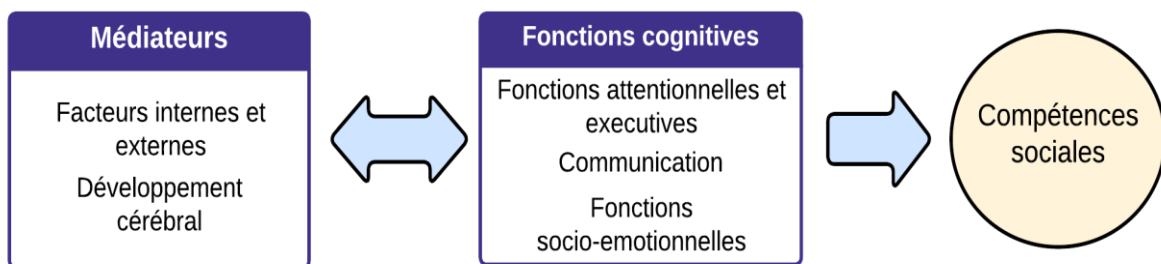 Médiateurs
Facteurs internes et
externes
Développement
cérébral
Fonctions cognitives
Fonctions attentionnelles et
executives
Communication
Fonctions
socio-emotionnelles
Compétences
sociales